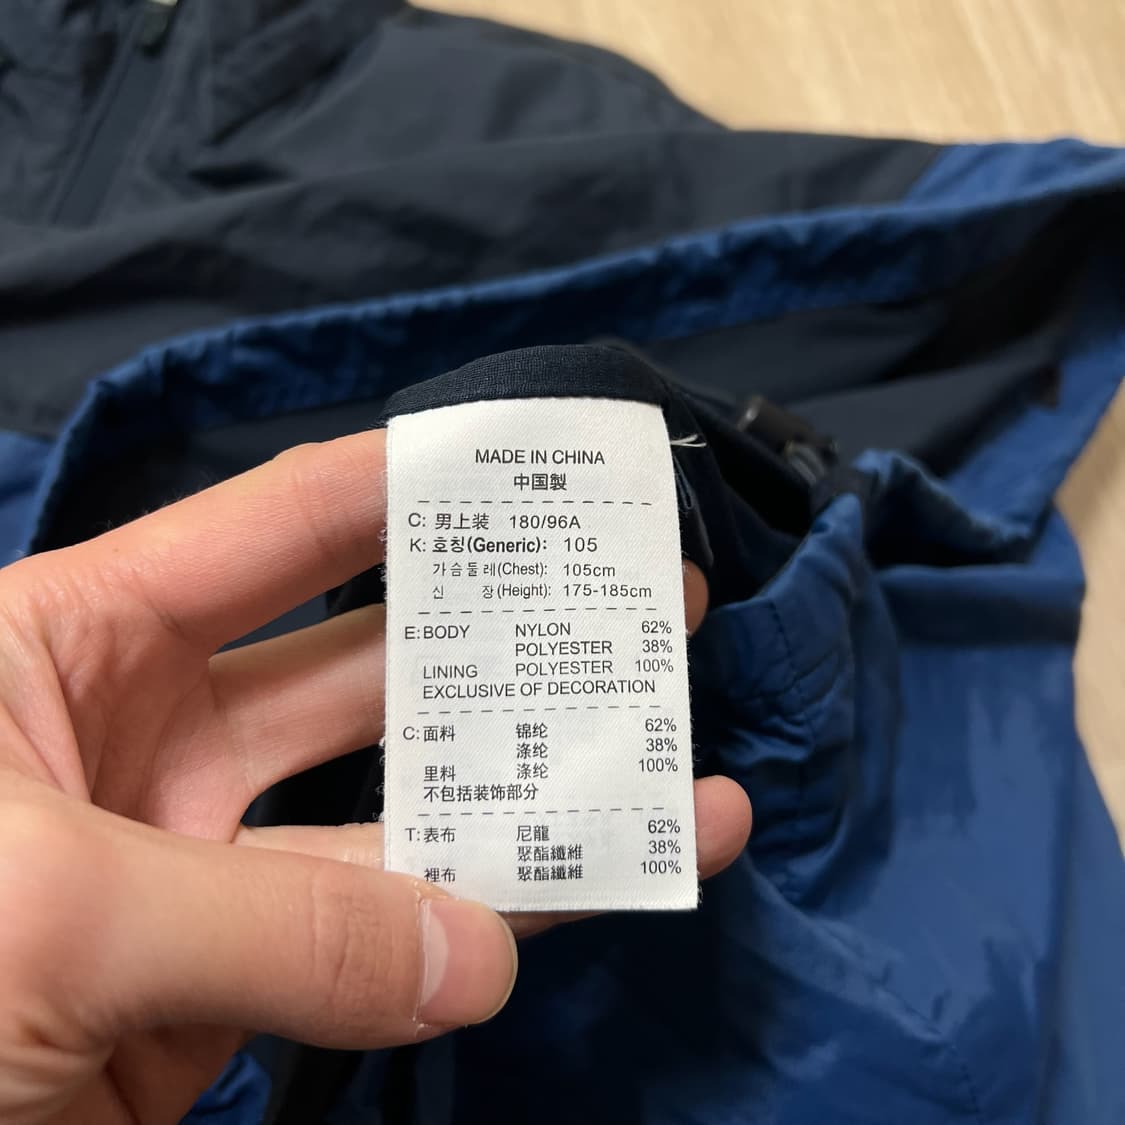 MADE IN CHINA
中国製
C: 男上装 180/96A
K: 호칭(Generic): 105
가슴둘레(Chest): 105cm
신 장(Height): 175-185cm
E: BODY NYLON 62%
POLYESTER 38%
LINING POLYESTER 100%
EXCLUSIVE OF DECORATION
C: 面料 锦纶 62%
涤纶 38%
里料 涤纶 100%
不包括装饰部分
T: 表布 尼龍 62%
聚酯纖維 38%
裡布 聚酯纖維 100%